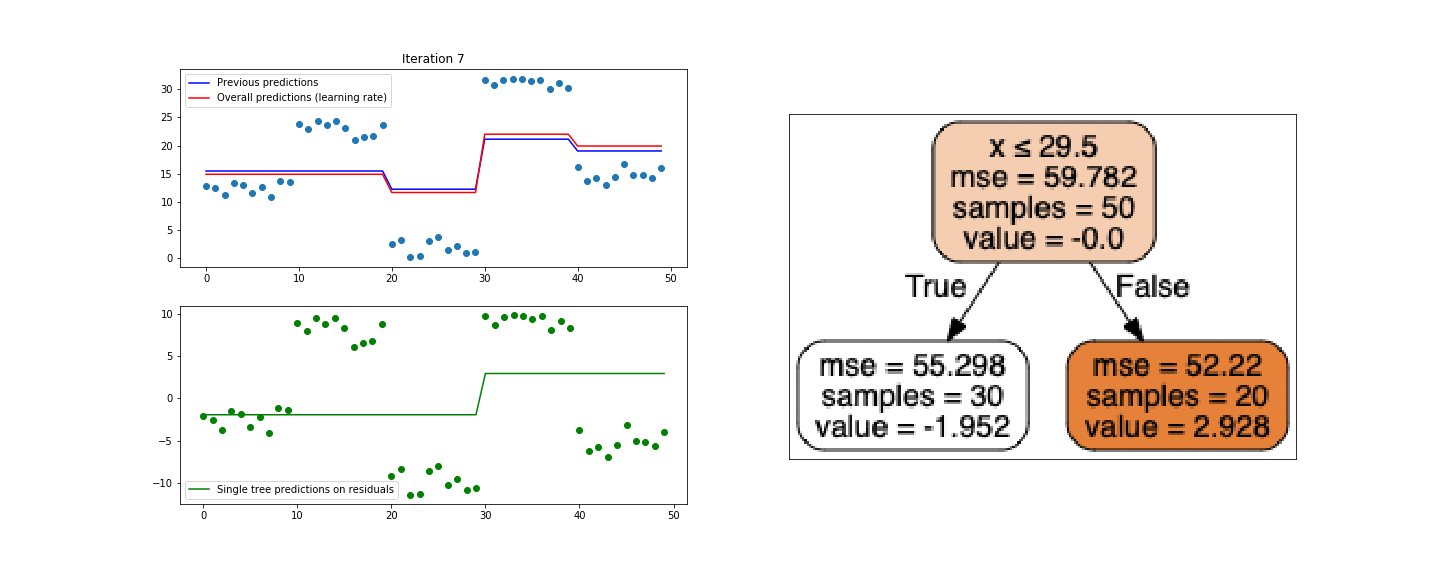 Iteration 7
Previous predictions
Overall predictions (learning rate)
30
25
20
15
10
5
0
0 10 20 30 40 50
10
5
0
−5
−10
Single tree predictions on residuals
0 10 20 30 40 50
x ≤ 29.5
mse = 59.782
samples = 50
value = -0.0
True False
mse = 55.298
samples = 30
value = -1.952
mse = 52.22
samples = 20
value = 2.928